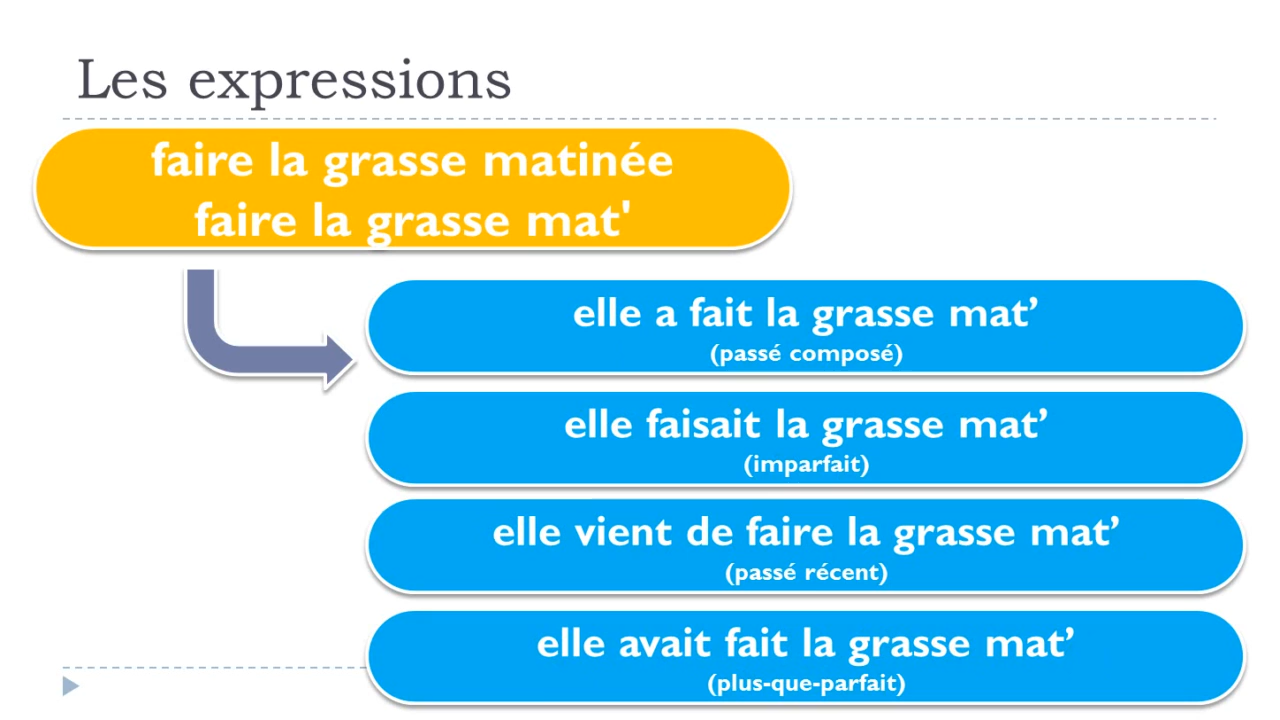 Les expressions
faire la grasse matinée
faire la grasse mat'
elle a fait la grasse mat’
(passé composé)
elle faisait la grasse mat’
(imparfait)
elle vient de faire la grasse mat’
(passé récent)
elle avait fait la grasse mat’
(plus-que-parfait)